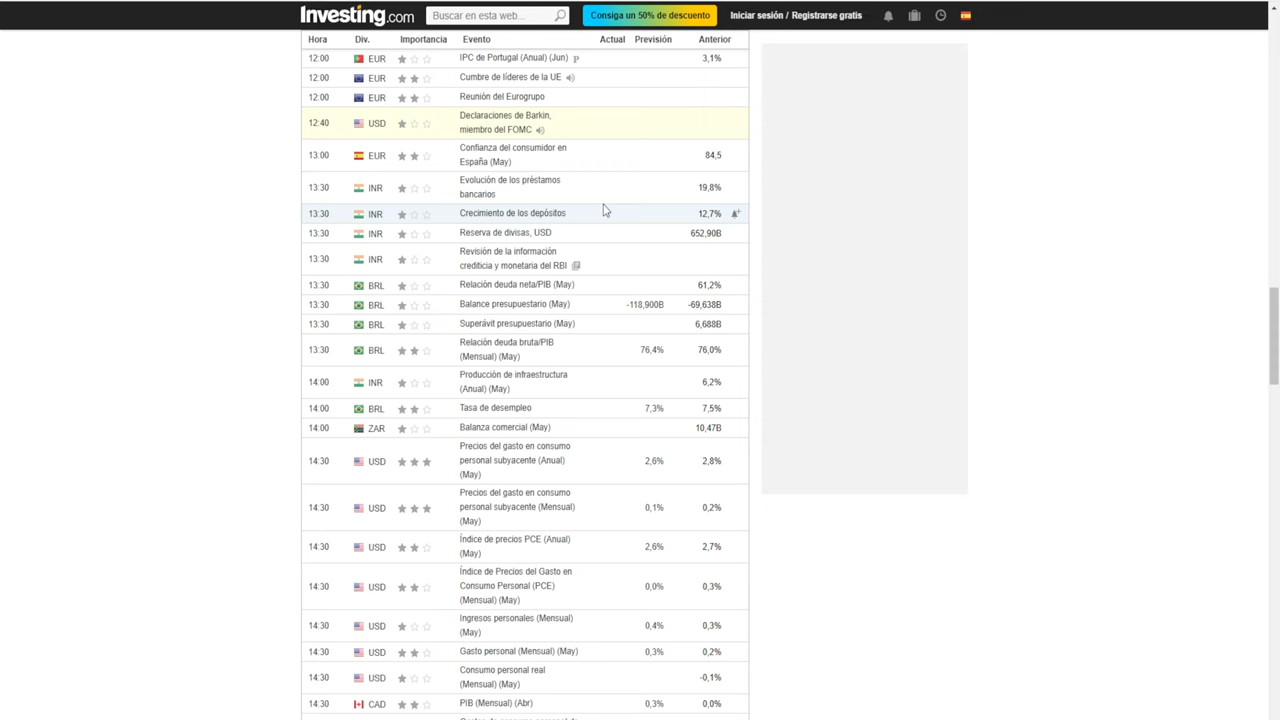 Investing.com
Buscar en esta web...
Consiga un 50% de descuento
Iniciar sesión / Registrarse gratis
Hora Div. Importancia Evento Actual Previsión Anterior
12:00 EUR IPC de Portugal (Anual) (Jun) P 3,1%
12:00 EUR Cumbre de líderes de la UE
12:00 EUR Reunión del Eurogrupo
12:40 USD Declaraciones de Barkin,
miembro del FOMC
13:00 EUR Confianza del consumidor en
España (May) 84,5
13:30 INR Evolución de los préstamos
bancarios 19,8%
13:30 INR Crecimiento de los depósitos 12,7%
13:30 INR Reserva de divisas, USD 652,90B
13:30 INR Revisión de la información
crediticia y monetaria del RBI
13:30 BRL Relación deuda neta/PIB (May) 61,2%
13:30 BRL Balance presupuestario (May) -118,900B -69,638B
13:30 BRL Superávit presupuestario (May) 6,688B
13:30 BRL Relación deuda bruta/PIB
(Mensual) (May) 76,4% 76,0%
14:00 INR Producción de infraestructura
(Anual) (May) 6,2%
14:00 BRL Tasa de desempleo 7,3% 7,5%
14:00 ZAR Balanza comercial (May) 10,47B
14:30 USD Precios del gasto en consumo
personal subyacente (Anual)
(May) 2,6% 2,8%
14:30 USD Precios del gasto en consumo
personal subyacente (Mensual)
(May) 0,1% 0,2%
14:30 USD Índice de precios PCE (Anual)
(May) 2,6% 2,7%
14:30 USD Índice de Precios del Gasto en
Consumo Personal (PCE)
(Mensual) (May) 0,0% 0,3%
14:30 USD Ingresos personales (Mensual)
(May) 0,4% 0,3%
14:30 USD Gasto personal (Mensual) (May) 0,3% 0,2%
14:30 USD Consumo personal real
(Mensual) (May) -0,1%
14:30 CAD PIB (Mensual) (Abr) 0,3% 0,0%